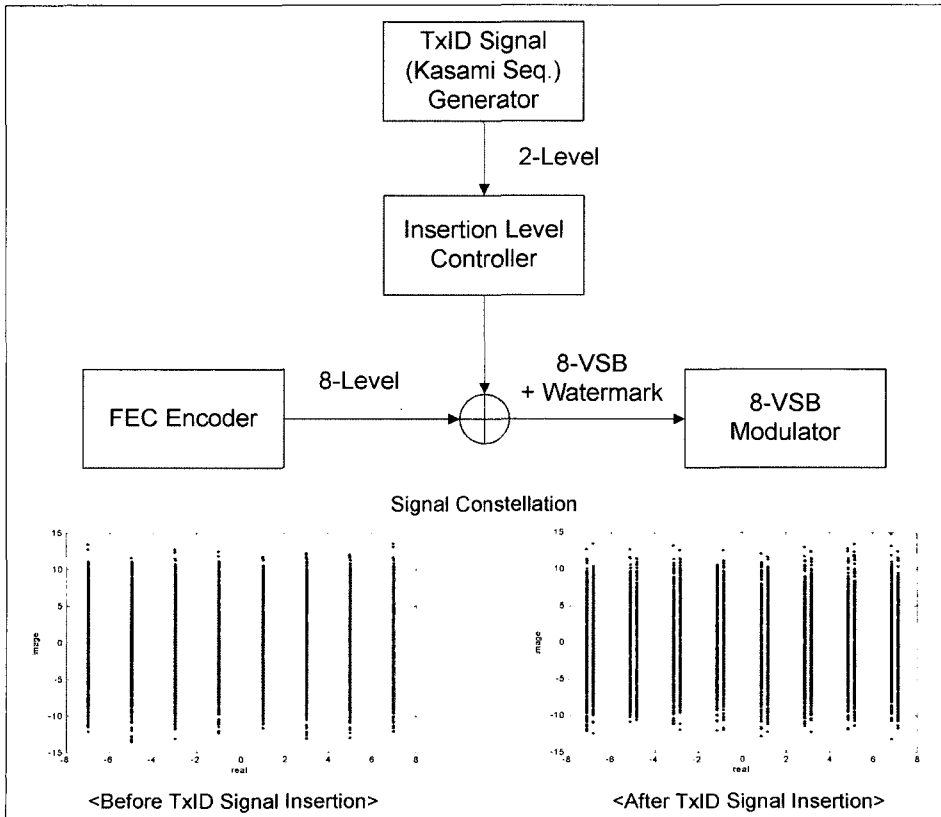 TxID Signal
(Kasami Seq.)
Generator
2-Level
Insertion Level
Controller
8-Level
8-VSB
+ Watermark
FEC Encoder
8-VSB
Modulator
Signal Constellation
15
10
5
0
-5
-10
-15
image
-8 -6 -4 -2 0 2 4 6 8
real
<Before TxID Signal Insertion>
15
10
5
0
-5
-10
-15
image
-8 -6 -4 -2 0 2 4 6 8
real
<After TxID Signal Insertion>